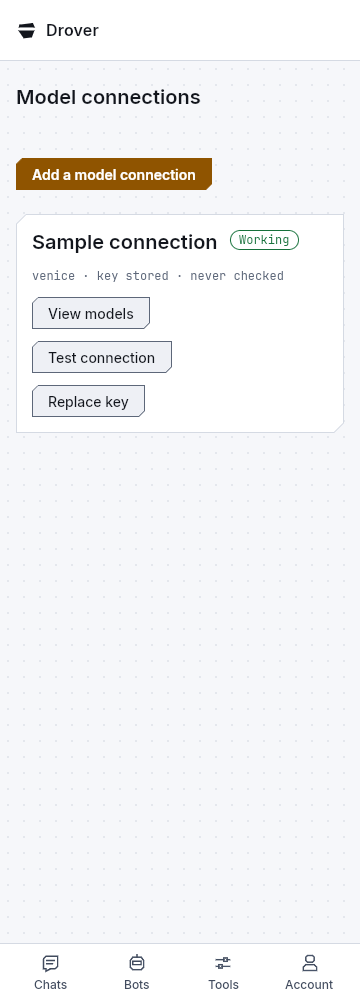 Drover
Model connections
Add a model connection
Sample connection
Working
venice · key stored · never checked
View models
Test connection
Replace key
Chats
Bots
Tools
Account